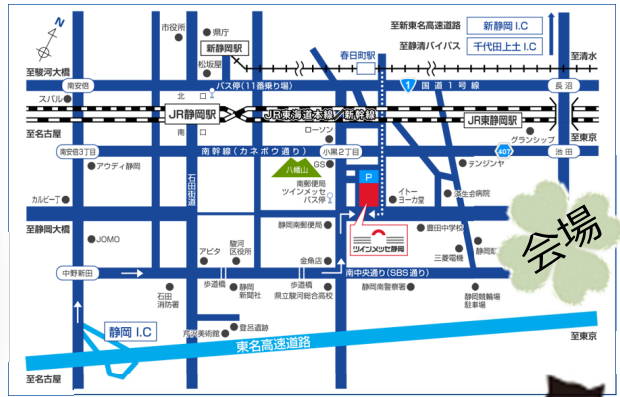 N
市役所
県庁
新静岡駅
松坂屋
春日町駅
至新東名高速道路
新静岡 I.C
至静清バイパス
千代田上土 I.C
至清水
至駿河大橋
南安倍
スバル
バス停(11番乗り場)
1
国道1号線
長沼
北口
JR静岡駅
JR東海道本線/新幹線
JR東静岡駅
至名古屋
南口
ローソン
グランシップ
至東京
南安倍3丁目
南幹線(カネボウ通り)
小黒2丁目
407
池田
アウディ静岡
石田街道
八幡山
GS
南郵便局
ツインメッセ
バス停
P
テンジンヤ
カルビー丁
イトー
ヨーカ堂
済生会病院
至静岡大橋
JOMO
静岡南郵便局
ツインメッセ静岡
豊田中学校
三菱電機
会場
アピタ
駿河
区役所
金魚店
中野新田
南中央通り(SBS通り)
石田
消防署
歩道橋
静岡
新聞社
歩道橋
県立駿河総合高校
静岡南警察署
静岡競輪場
駐車場
静岡 I.C
芹沢美術館
登呂遺跡
東名高速道路
至東京
至名古屋